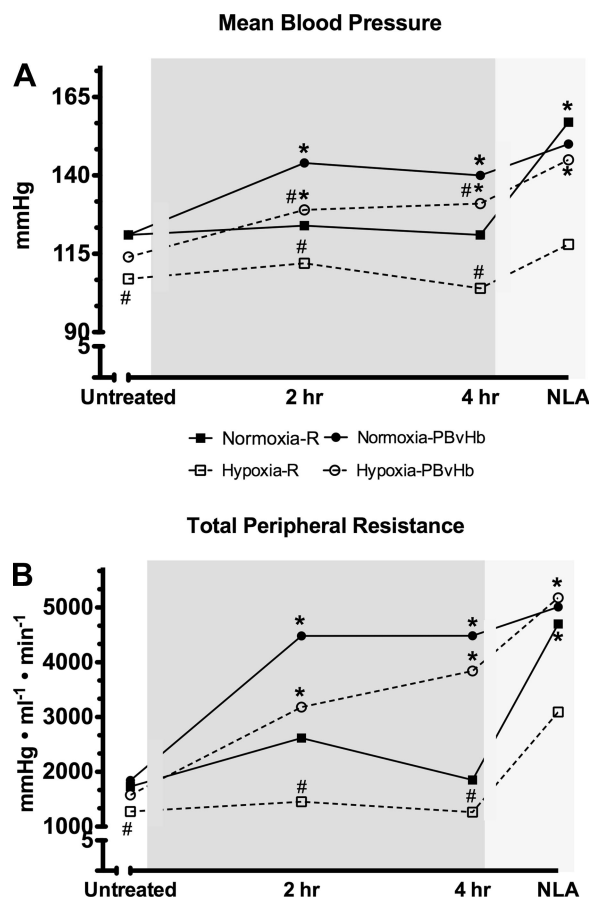 Mean Blood Pressure
A
165
*
*
*
140
#*
#*
*
mmHg
115
#
#
#
90
5
Untreated 2 hr 4 hr NLA
Normoxia-R Normoxia-PBvHb
Hypoxia-R Hypoxia-PBvHb
Total Peripheral Resistance
B
5000
*
*
*
*
4000
*
*
3000
mmHg • ml-1 • min-1
2000
#
#
1000
#
5
Untreated 2 hr 4 hr NLA